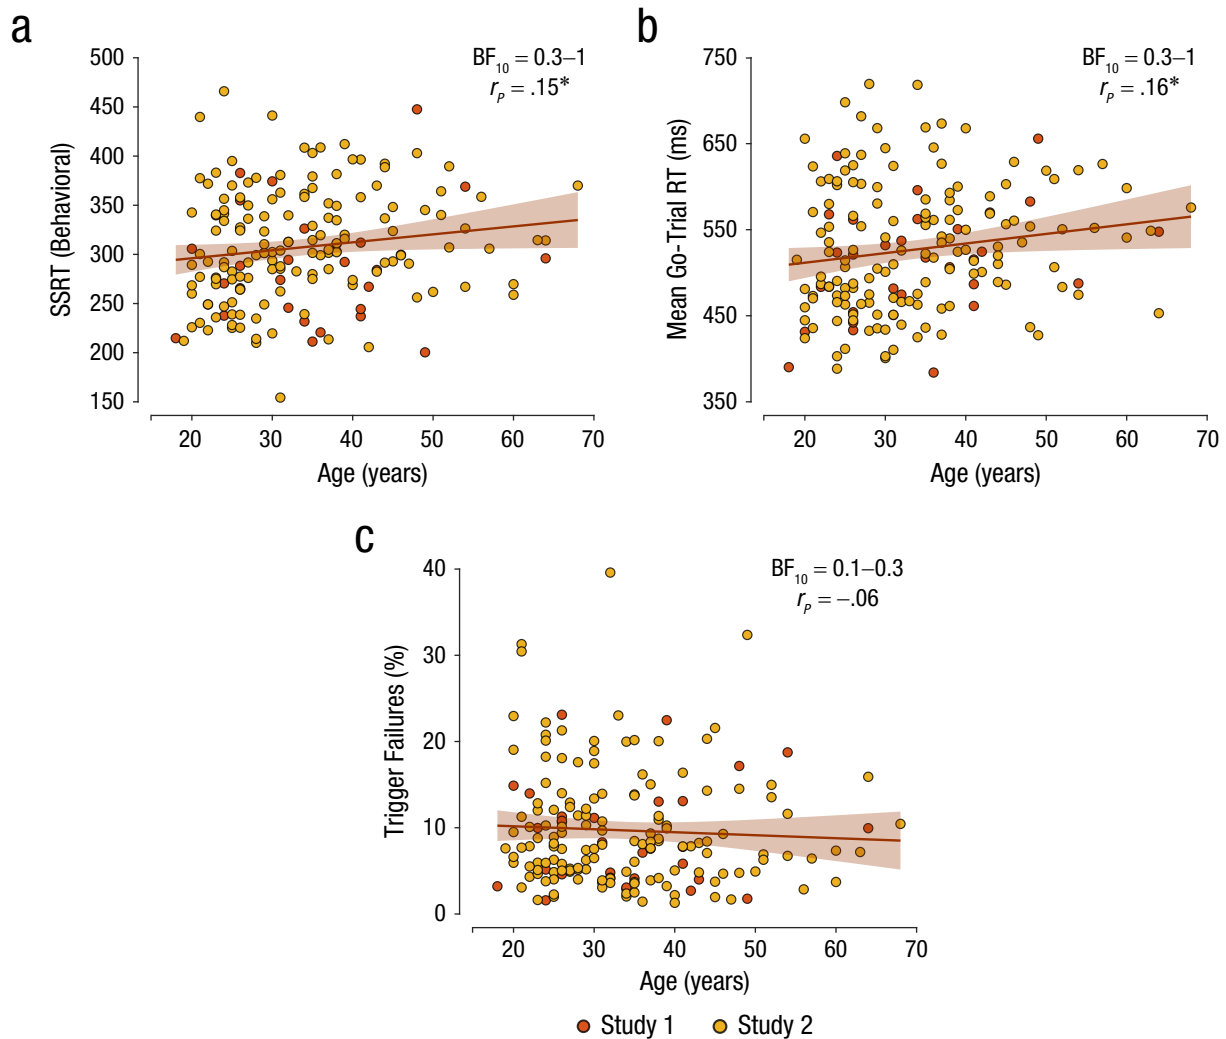 a
BF10 = 0.3–1
rP = .15*
SSRT (Behavioral)
500
450
400
350
300
250
200
150
20 30 40 50 60 70
Age (years)
b
BF10 = 0.3–1
rP = .16*
Mean Go-Trial RT (ms)
750
650
550
450
350
20 30 40 50 60 70
Age (years)
c
BF10 = 0.1–0.3
rP = –.06
Trigger Failures (%)
40
30
20
10
0
20 30 40 50 60 70
Age (years)
Study 1 Study 2